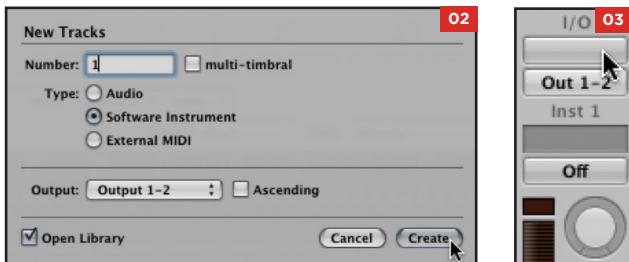 02
New Tracks
Number: 1 multi-timbral
Type: Audio
Software Instrument
External MIDI
Output: Output 1-2 Ascending
Open Library Cancel Create
I/O 03
Out 1-2
Inst 1
Off